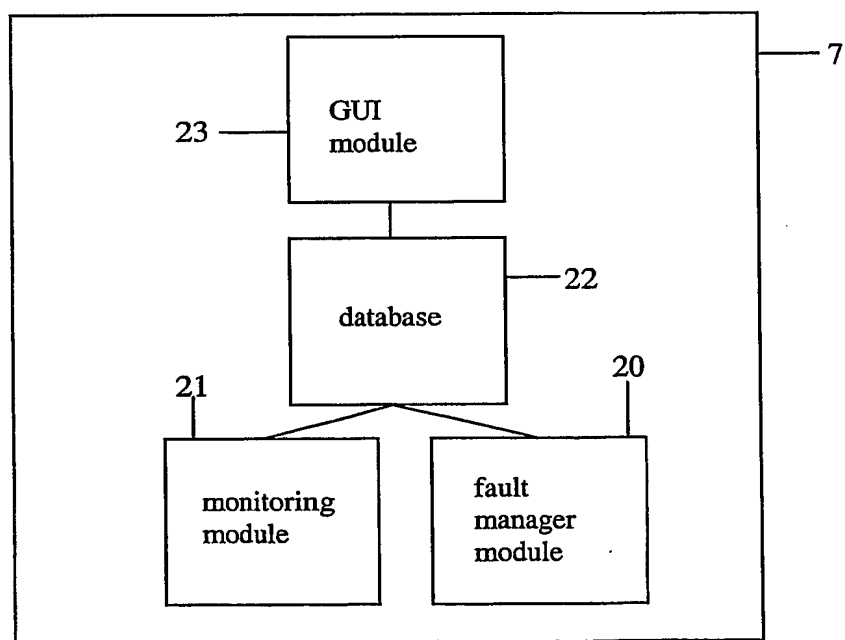 7
GUI
module
23
22
database
21
20
monitoring
module
fault
manager
module